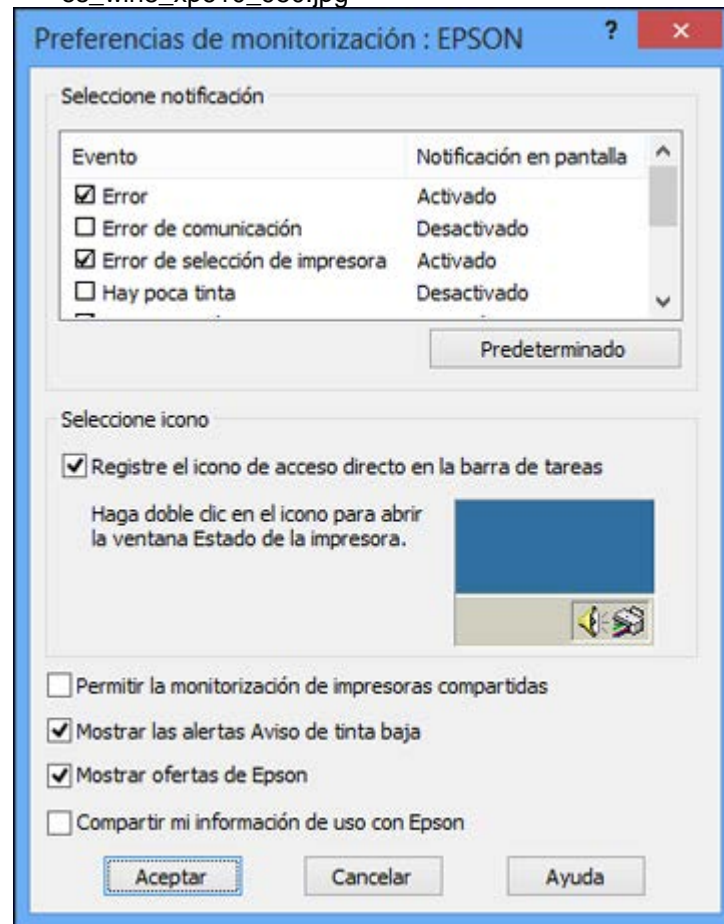 Preferencias de monitorización : EPSON ?
Seleccione notificación
Evento Notificación en pantalla
Error Activado
Error de comunicación Desactivado
Error de selección de impresora Activado
Hay poca tinta Desactivado
Predeterminado
Seleccione icono
Registre el icono de acceso directo en la barra de tareas
Haga doble clic en el icono para abrir
la ventana Estado de la impresora.
Permitir la monitorización de impresoras compartidas
Mostrar las alertas Aviso de tinta baja
Mostrar ofertas de Epson
Compartir mi información de uso con Epson
Aceptar Cancelar Ayuda